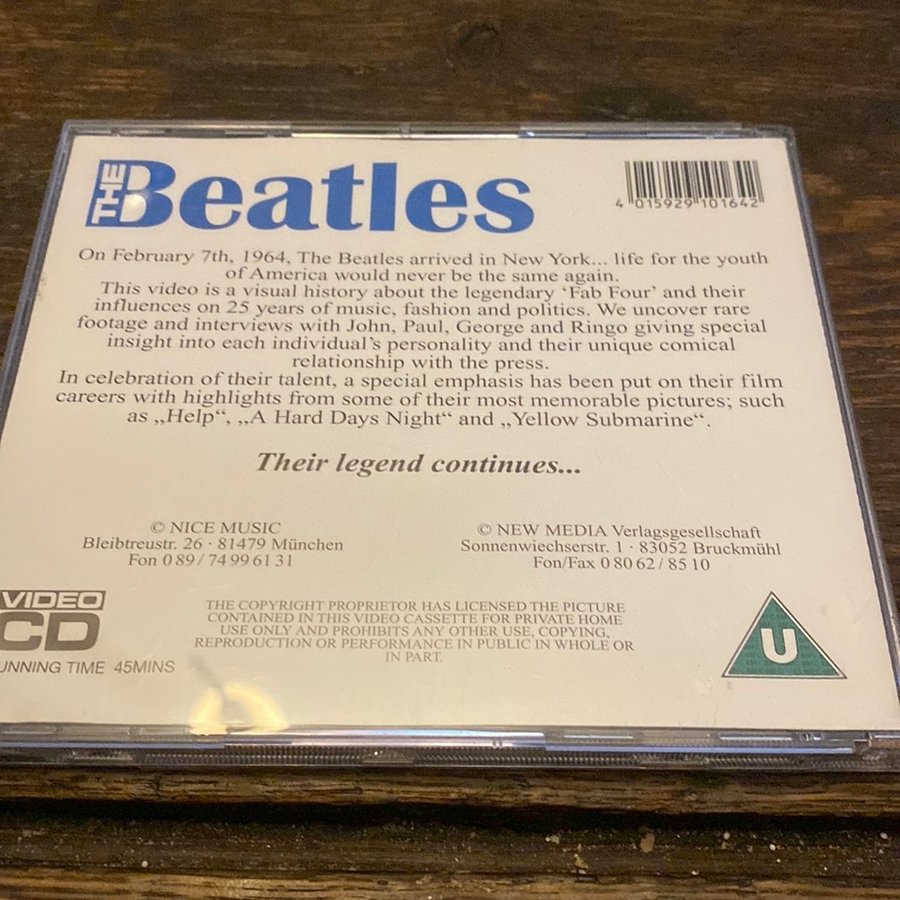 THE Beatles
4 015929 101642
On February 7th, 1964, The Beatles arrived in New York... life for the youth
of America would never be the same again.
This video is a visual history about the legendary ‘Fab Four’ and their
influences on 25 years of music, fashion and politics. We uncover rare
footage and interviews with John, Paul, George and Ringo giving special
insight into each individual’s personality and their unique comical
relationship with the press.
In celebration of their talent, a special emphasis has been put on their film
careers with highlights from some of their most memorable pictures; such
as „Help“, „A Hard Days Night“ and „Yellow Submarine“.
Their legend continues...
© NICE MUSIC
Bleibtreustr. 26 · 81479 München
Fon 0 89 / 74 99 61 31
© NEW MEDIA Verlagsgesellschaft
Sonnenwiechserstr. 1 · 83052 Bruckmühl
Fon/Fax 0 80 62 / 85 10
VIDEO
CD
UNNING TIME 45MINS
THE COPYRIGHT PROPRIETOR HAS LICENSED THE PICTURE
CONTAINED IN THIS VIDEO CASSETTE FOR PRIVATE HOME
USE ONLY AND PROHIBITS ANY OTHER USE, COPYING,
REPRODUCTION OR PERFORMANCE IN PUBLIC IN WHOLE OR
IN PART.
U